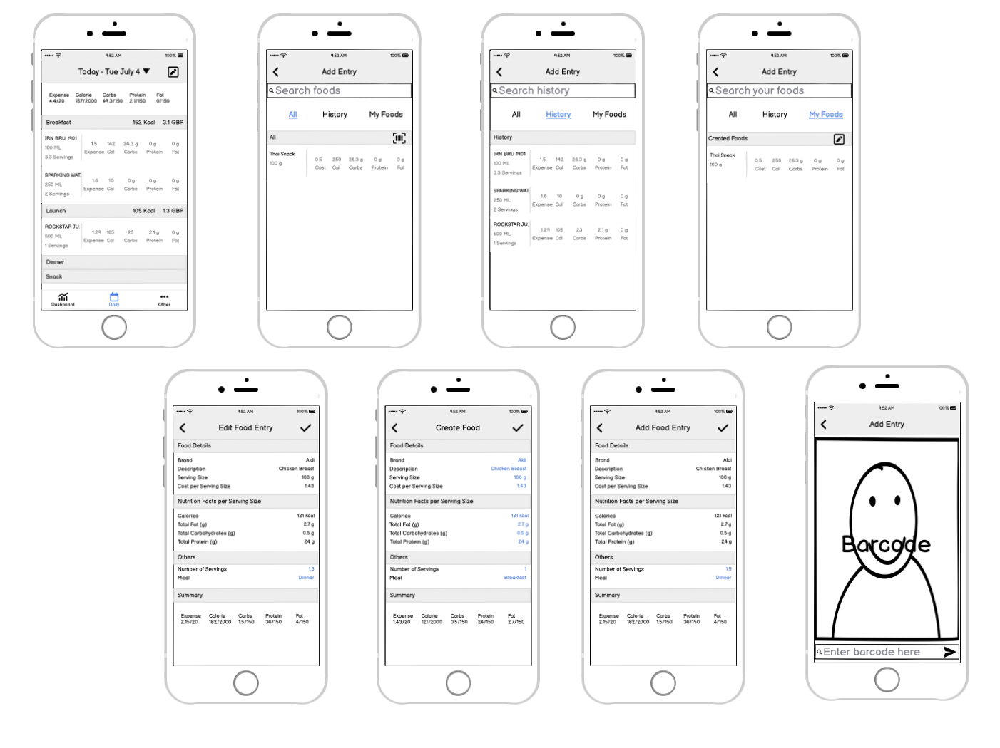 9:52 AM 100%
Today - Tue July 4
Expense Calorie Carbs Protein Fat
4.4/20 157/2000 49.3/150 2.1/150 0/150
Breakfast 152 Kcal 3.1 GBP
IRN BRU 1901
100 ML
3.3 Servings
1.5 142 26.3 g 0 g 0 g
Expense Cal Carbs Protein Fat
SPARKING WAT.
250 ML
2 Servings
1.6 10 0 g 0 g 0 g
Expense Cal Carbs Protein Fat
Launch 105 Kcal 1.3 GBP
ROCKSTAR JU.
500 ML
1 Servings
1.29 105 23 2.1 g 0 g
Expense Cal Carbs Protein Fat
Dinner
Snack
Dashboard Daily Other
9:52 AM 100%
Add Entry
Search foods
All History My Foods
All
Thai Snack
100 g
0.5 250 26.3 g 0 g 0 g
Cost Cal Carbs Protein Fat
9:52 AM 100%
Add Entry
Search history
All History My Foods
History
IRN BRU 1901
100 ML
3.3 Servings
1.5 142 26.3 g 0 g 0 g
Expense Cal Carbs Protein Fat
SPARKING WAT.
250 ML
2 Servings
1.6 10 0 g 0 g 0 g
Expense Cal Carbs Protein Fat
ROCKSTAR JU.
500 ML
1 Servings
1.29 105 23 2.1 g 0 g
Expense Cal Carbs Protein Fat
9:52 AM 100%
Add Entry
Search your foods
All History My Foods
Created Foods
Thai Snack
100 g
0.5 250 26.3 g 0 g 0 g
Cost Cal Carbs Protein Fat
9:52 AM 100%
Edit Food Entry
Food Details
Brand Aldi
Description Chicken Breast
Serving Size 100 g
Cost per Serving Size 1.43
Nutrition Facts per Serving Size
Calories 121 kcal
Total Fat (g) 2.7 g
Total Carbohydrates (g) 0.5 g
Total Protein (g) 24 g
Others
Number of Servings 1.5
Meal Dinner
Summary
Expense Calorie Carbs Protein Fat
2.15/20 182/2000 1.5/150 36/150 4/150
9:52 AM 100%
Create Food
Food Details
Brand Aldi
Description Chicken Breast
Serving Size 100 g
Cost per Serving Size 1.43
Nutrition Facts per Serving Size
Calories 121 kcal
Total Fat (g) 2.7 g
Total Carbohydrates (g) 0.5 g
Total Protein (g) 24 g
Others
Number of Servings 1
Meal Breakfast
Summary
Expense Calorie Carbs Protein Fat
1.43/20 121/2000 0.5/150 24/150 2.7/150
9:52 AM 100%
Add Food Entry
Food Details
Brand Aldi
Description Chicken Breast
Serving Size 100 g
Cost per Serving Size 1.43
Nutrition Facts per Serving Size
Calories 121 kcal
Total Fat (g) 2.7 g
Total Carbohydrates (g) 0.5 g
Total Protein (g) 24 g
Others
Number of Servings 1.5
Meal Dinner
Summary
Expense Calorie Carbs Protein Fat
2.15/20 182/2000 1.5/150 36/150 4/150
9:52 AM 100%
Add Entry
Barcode
Enter barcode here